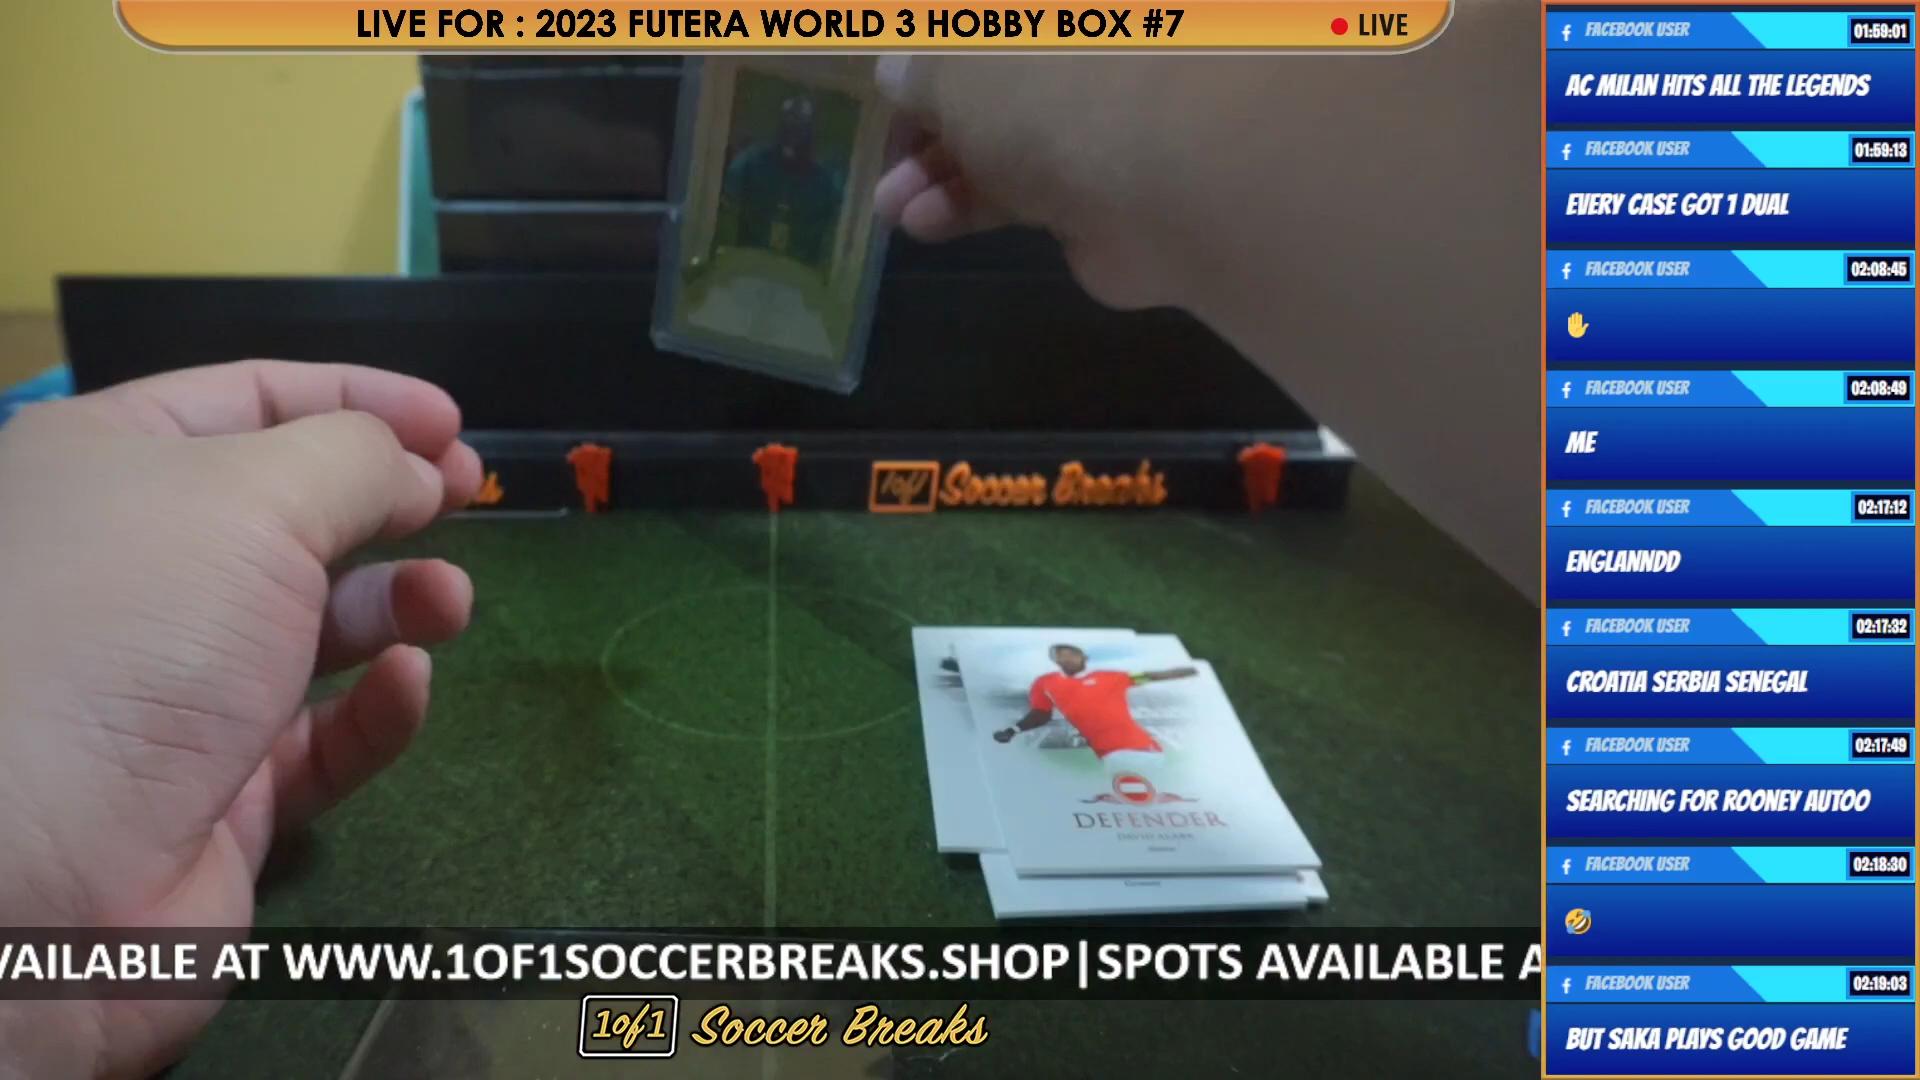 LIVE FOR : 2023 FUTERA WORLD 3 HOBBY BOX #7
LIVE
1of1 Soccer Breaks
DEFENDER
DAVID ALABA
VAILABLE AT WWW.1OF1SOCCERBREAKS.SHOP|SPOTS AVAILABLE A
1of1 Soccer Breaks
FACEBOOK USER 01:59:01
AC MILAN HITS ALL THE LEGENDS
FACEBOOK USER 01:59:13
EVERY CASE GOT 1 DUAL
FACEBOOK USER 02:08:45
✋
FACEBOOK USER 02:08:49
ME
FACEBOOK USER 02:17:12
ENGLANNDD
FACEBOOK USER 02:17:32
CROATIA SERBIA SENEGAL
FACEBOOK USER 02:17:49
SEARCHING FOR ROONEY AUTOO
FACEBOOK USER 02:18:30
🤣
FACEBOOK USER 02:19:03
BUT SAKA PLAYS GOOD GAME